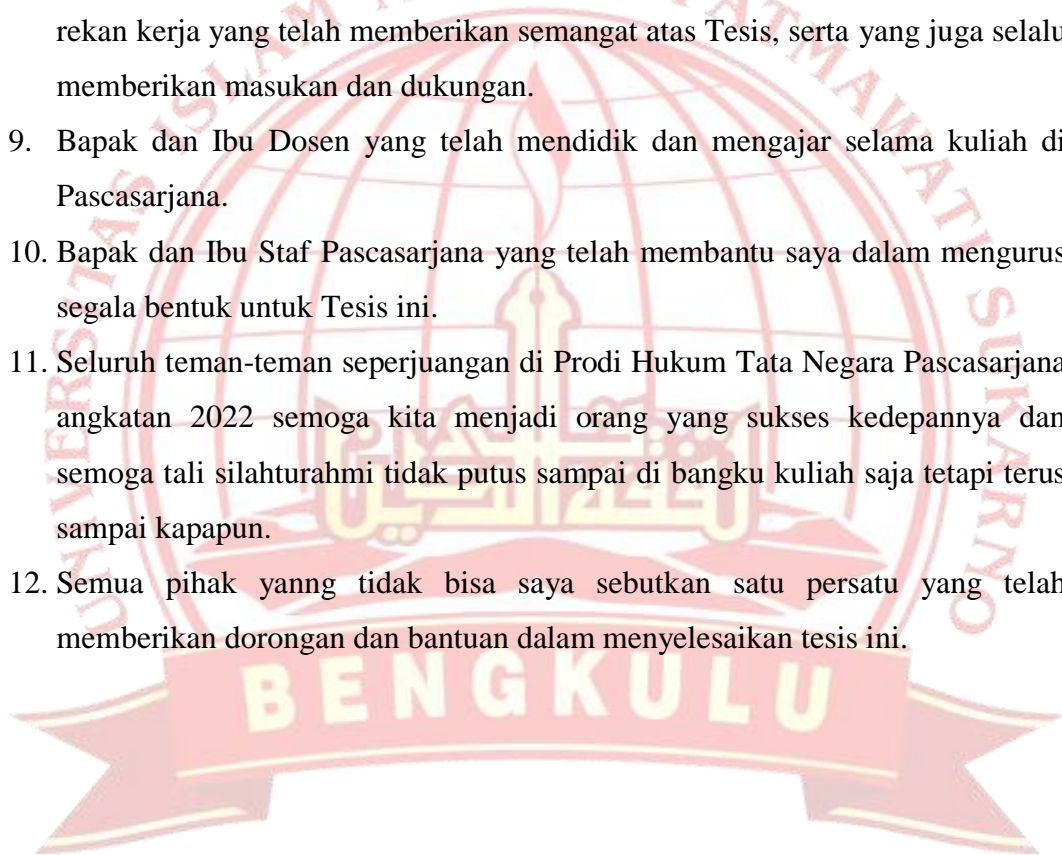 rekan kerja yang telah memberikan semangat atas Tesis, serta yang juga selalu
memberikan masukan dan dukungan.
9. Bapak dan Ibu Dosen yang telah mendidik dan mengajar selama kuliah di
Pascasarjana.
10. Bapak dan Ibu Staf Pascasarjana yang telah membantu saya dalam mengurus
segala bentuk untuk Tesis ini.
11. Seluruh teman-teman seperjuangan di Prodi Hukum Tata Negara Pascasarjana
angkatan 2022 semoga kita menjadi orang yang sukses kedepannya dan
semoga tali silahturahmi tidak putus sampai di bangku kuliah saja tetapi terus
sampai kapapun.
12. Semua pihak yanng tidak bisa saya sebutkan satu persatu yang telah
memberikan dorongan dan bantuan dalam menyelesaikan tesis ini.
SUKARNO
BENGKULU